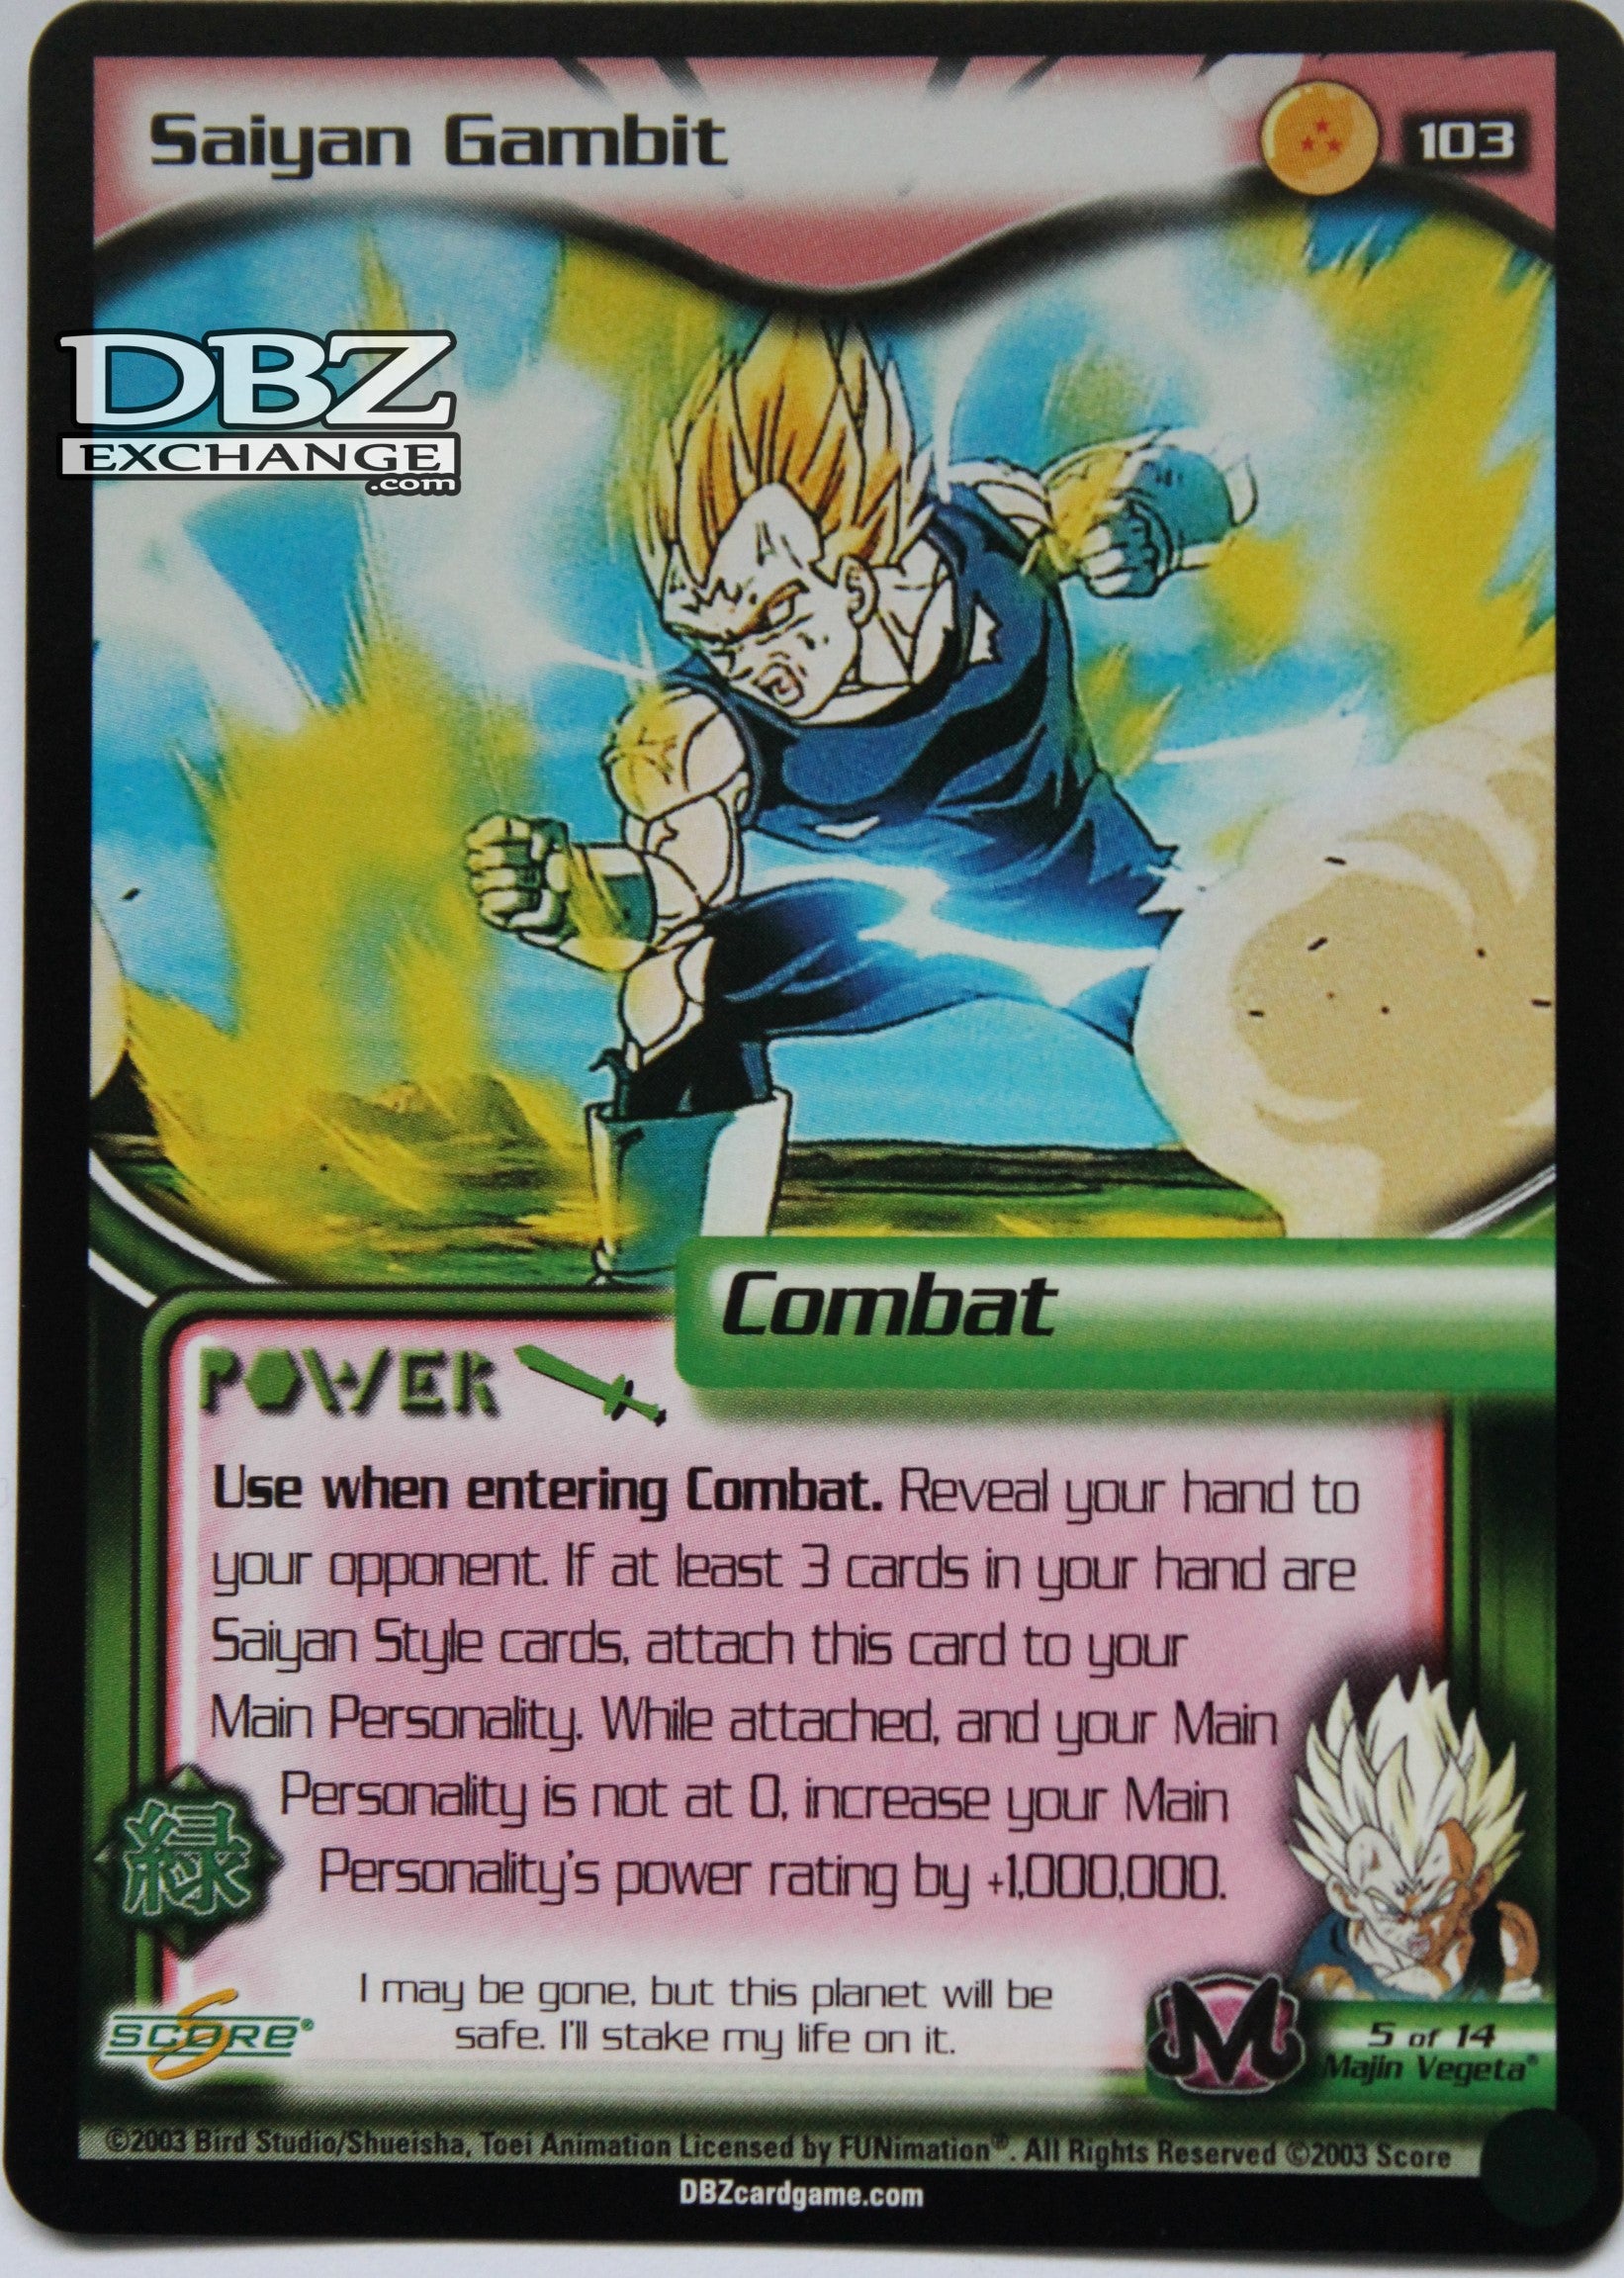 Saiyan Gambit
103
DBZ
EXCHANGE
.com
Combat
POWER
Use when entering Combat. Reveal your hand to
your opponent. If at least 3 cards in your hand are
Saiyan Style cards, attach this card to your
Main Personality. While attached, and your Main
Personality is not at 0, increase your Main
Personality's power rating by +1,000,000.
緑
I may be gone, but this planet will be
safe. I'll stake my life on it.
SCORE®
M
5 of 14
Majin Vegeta®
©2003 Bird Studio/Shueisha, Toei Animation Licensed by FUNimation®. All Rights Reserved ©2003 Score
DBZcardgame.com